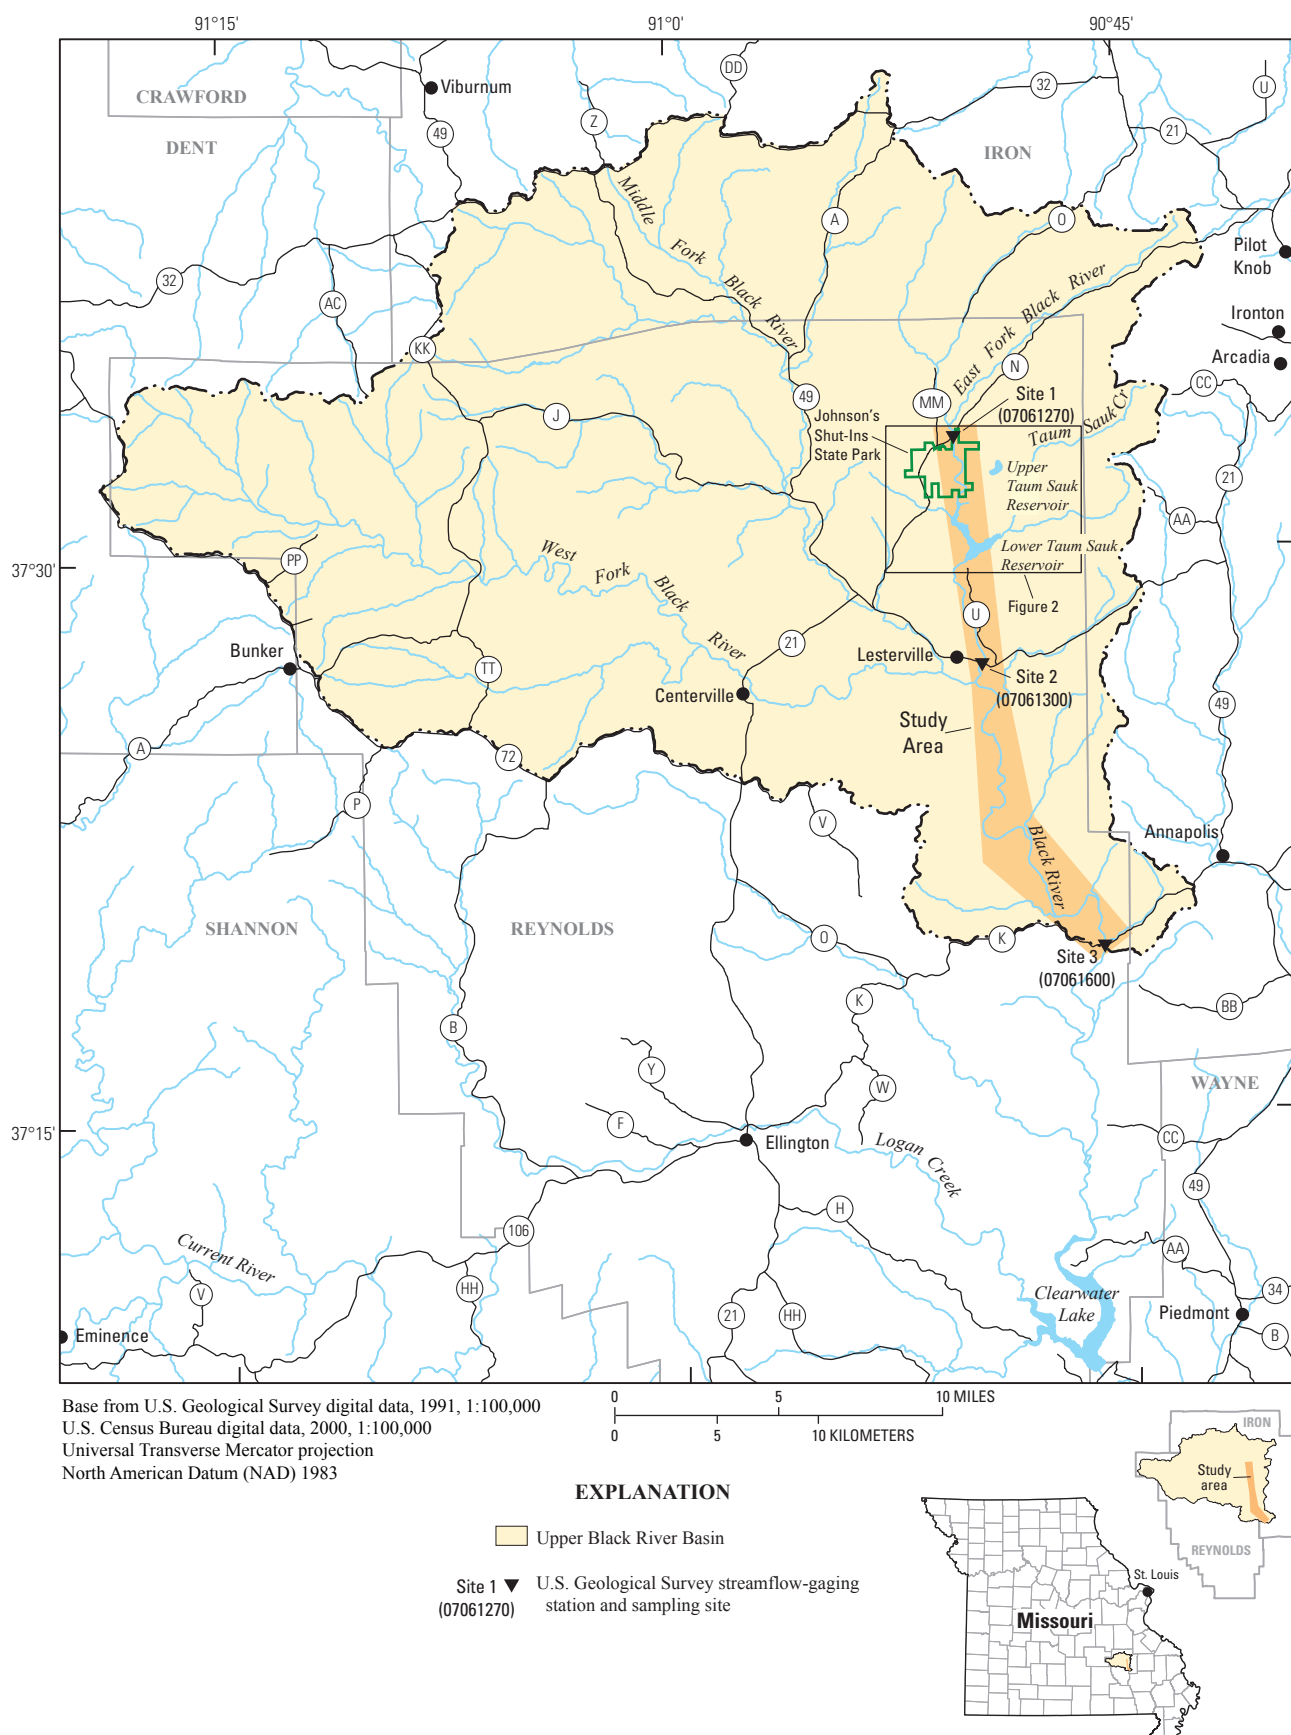 91°15'
91°0'
90°45'
DD
32
U
Viburnum
CRAWFORD
Z
49
21
DENT
IRON
Middle
Fork
Black
River
A
O
Pilot
Knob
32
AC
East Fork Black River
Ironton
KK
Arcadia
N
CC
49
MM
Site 1
(07061270)
J
Johnson's
Shut-Ins
State Park
Taum Sauk Cr
Upper
Taum Sauk
Reservoir
21
AA
37°30'
PP
West
Fork
Black
River
Lower Taum Sauk
Reservoir
Figure 2
U
21
Bunker
Lesterville
TT
Site 2
(07061300)
Centerville
49
Study
Area
A
72
P
V
Black River
Annapolis
SHANNON
REYNOLDS
O
K
Site 3
(07061600)
K
BB
B
Y
W
WAYNE
F
37°15'
Ellington
CC
Logan Creek
49
H
106
Current River
AA
V
HH
Clearwater
Lake
34
21
HH
Piedmont
B
Eminence
Base from U.S. Geological Survey digital data, 1991, 1:100,000
U.S. Census Bureau digital data, 2000, 1:100,000
Universal Transverse Mercator projection
North American Datum (NAD) 1983
0 5 10 MILES
0 5 10 KILOMETERS
EXPLANATION
Upper Black River Basin
Site 1
(07061270)
U.S. Geological Survey streamflow-gaging
station and sampling site
IRON
Study
area
REYNOLDS
St. Louis
Missouri